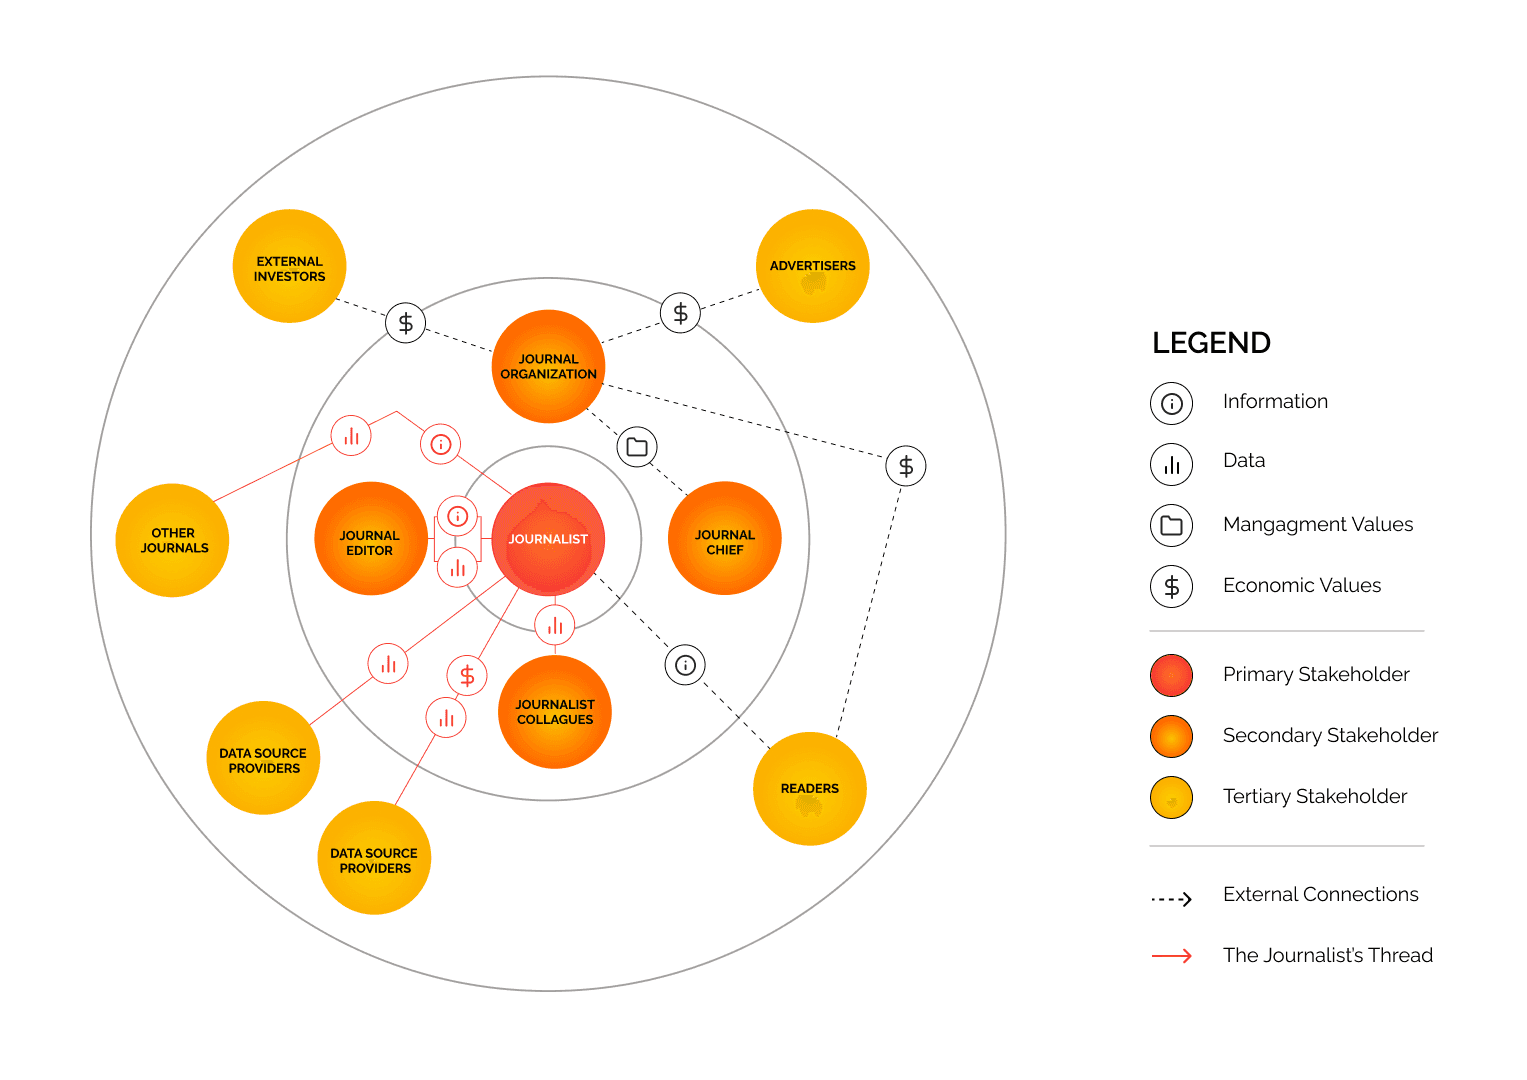 EXTERNAL
INVESTORS
ADVERTISERS
JOURNAL
ORGANIZATION
OTHER
JOURNALS
JOURNAL
EDITOR
JOURNALIST
JOURNAL
CHIEF
JOURNALIST
COLLAGUES
DATA SOURCE
PROVIDERS
DATA SOURCE
PROVIDERS
READERS
LEGEND
Information
Data
Mangagment Values
Economic Values
Primary Stakeholder
Secondary Stakeholder
Tertiary Stakeholder
External Connections
The Journalist's Thread